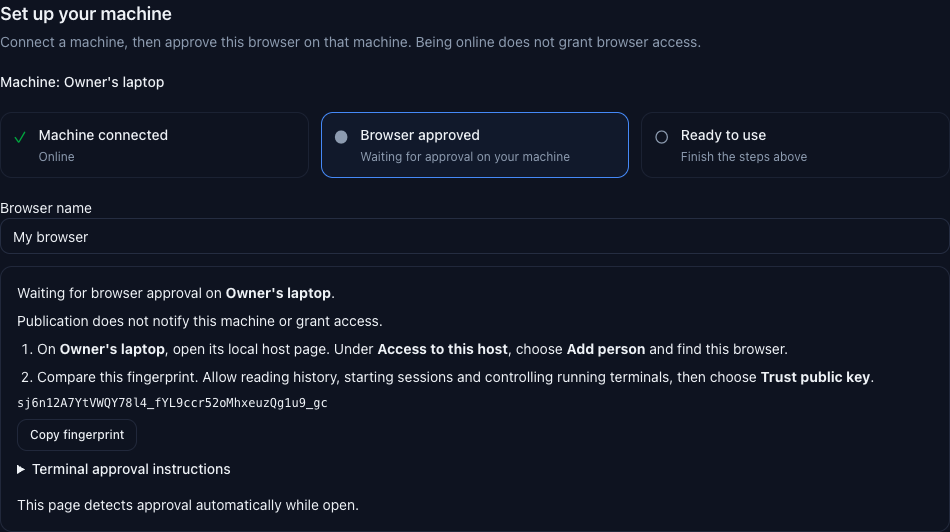 Set up your machine
Connect a machine, then approve this browser on that machine. Being online does not grant browser access.
Machine: Owner's laptop
Machine connected
Online
Browser approved
Waiting for approval on your machine
Ready to use
Finish the steps above
Browser name
My browser
Waiting for browser approval on Owner's laptop.
Publication does not notify this machine or grant access.
1. On Owner's laptop, open its local host page. Under Access to this host, choose Add person and find this browser.
2. Compare this fingerprint. Allow reading history, starting sessions and controlling running terminals, then choose Trust public key.
sj6n12A7YtVWQY78l4_fYL9ccr52oMhxeuzQg1u9_gc
Copy fingerprint
Terminal approval instructions
This page detects approval automatically while open.